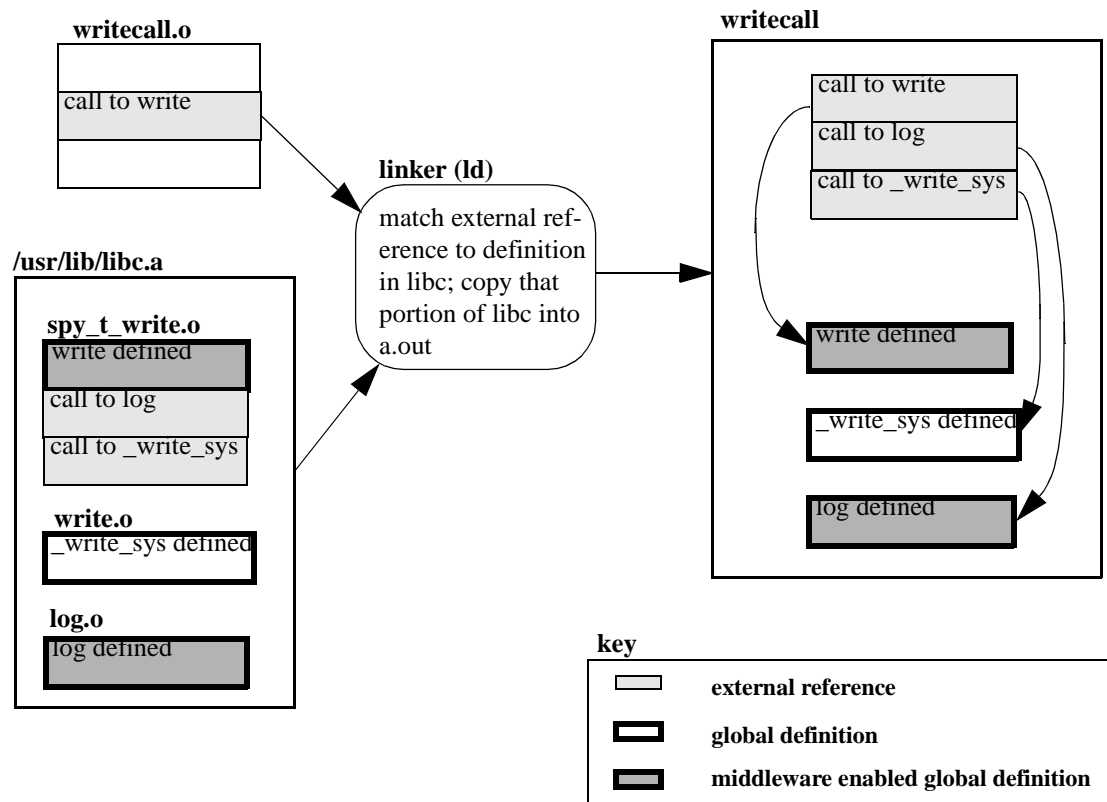 writecall.o
call to write
/usr/lib/libc.a
spy_t_write.o
write defined
call to log
call to _write_sys
write.o
_write_sys defined
log.o
log defined
linker (ld)
match external ref-
erence to definition
in libc; copy that
portion of libc into
a.out
writecall
call to write
call to log
call to _write_sys
write defined
_write_sys defined
log defined
key
external reference
global definition
middleware enabled global definition